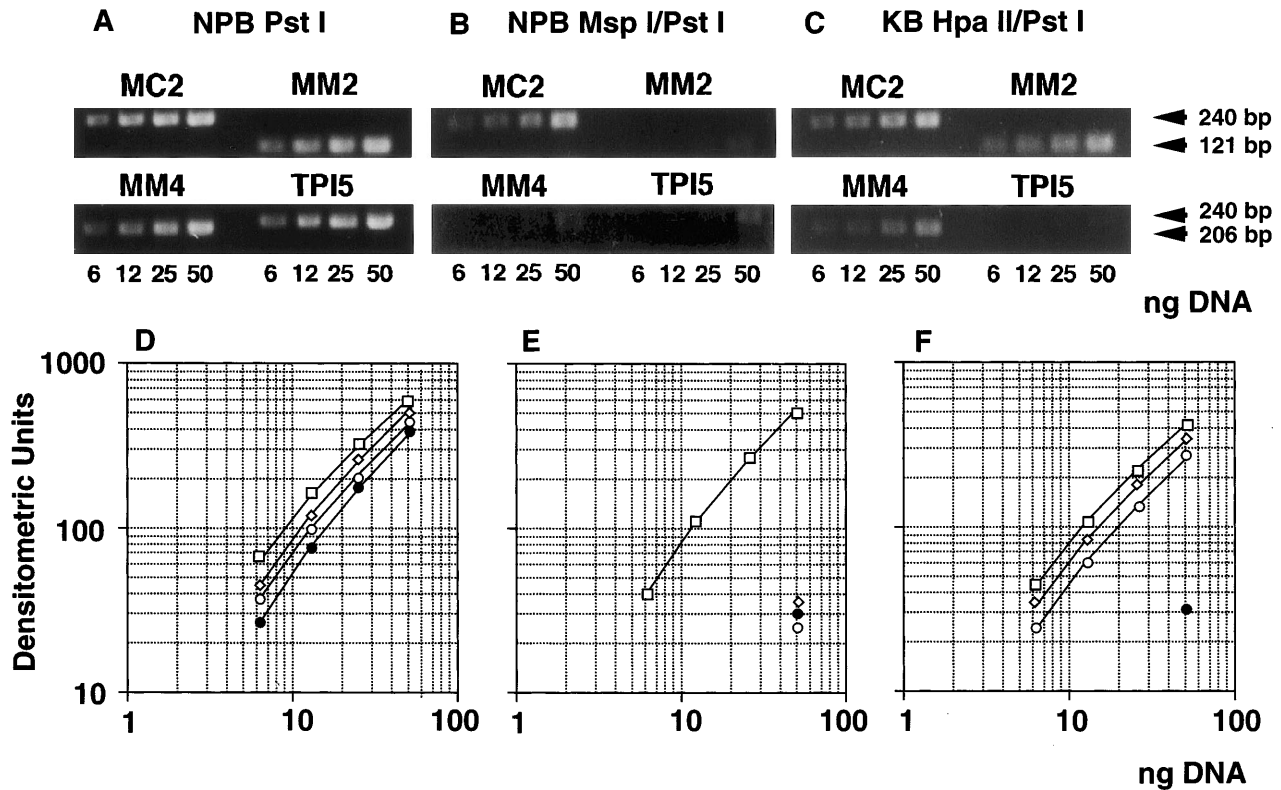 A NPB Pst I
B NPB Msp I/Pst I
C KB Hpa II/Pst I
MC2 MM2 MC2 MM2 MC2 MM2
240 bp
121 bp
MM4 TPI5 MM4 TPI5 MM4 TPI5
240 bp
206 bp
6 12 25 50 6 12 25 50 6 12 25 50 6 12 25 50 6 12 25 50 6 12 25 50
ng DNA
D E F
Densitometric Units
1000
100
10
1 10 100 1 10 100 1 10 100
ng DNA